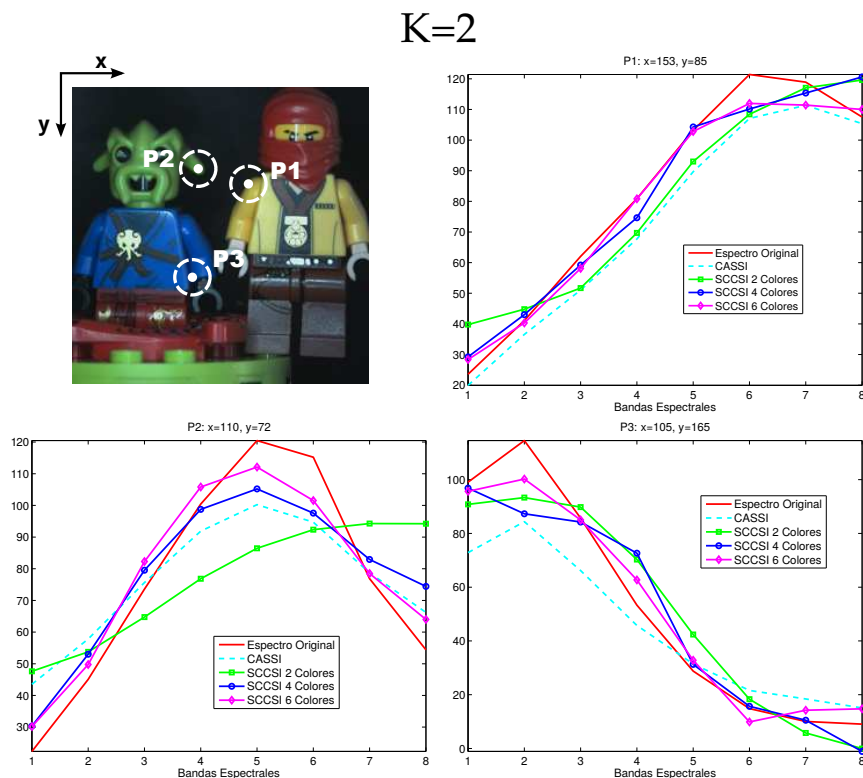 K=2
x
y
P2
P1
P3
P1: x=153, y=85
120
110
100
90
80
70
60
50
40
30
20
1 2 3 4 5 6 7 8
Bandas Espectrales
Espectro Original
CASSI
SCCSI 2 Colores
SCCSI 4 Colores
SCCSI 6 Colores
P2: x=110, y=72
120
110
100
90
80
70
60
50
40
30
1 2 3 4 5 6 7 8
Bandas Espectrales
Espectro Original
CASSI
SCCSI 2 Colores
SCCSI 4 Colores
SCCSI 6 Colores
P3: x=105, y=165
100
80
60
40
20
0
1 2 3 4 5 6 7 8
Bandas Espectrales
Espectro Original
CASSI
SCCSI 2 Colores
SCCSI 4 Colores
SCCSI 6 Colores